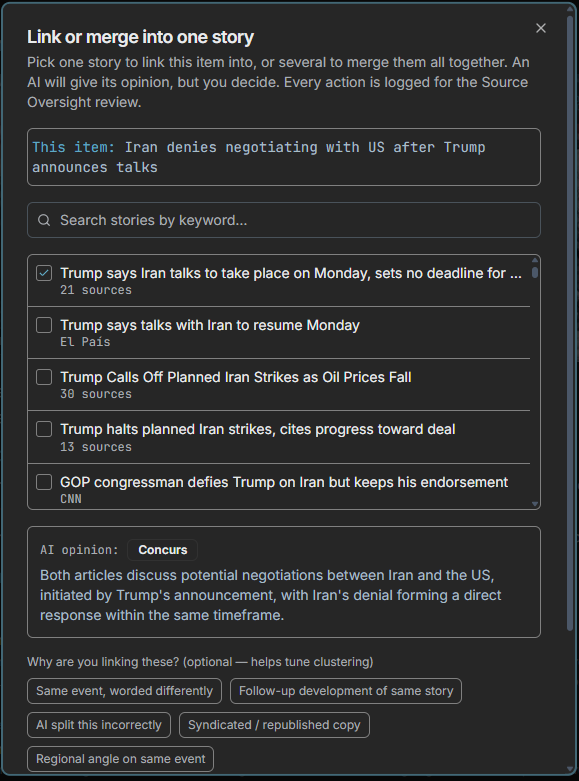 Link or merge into one story
Pick one story to link this item into, or several to merge them all together. An
AI will give its opinion, but you decide. Every action is logged for the Source
Oversight review.
This item: Iran denies negotiating with US after Trump
announces talks
Search stories by keyword...
Trump says Iran talks to take place on Monday, sets no deadline for ...
21 sources
Trump says talks with Iran to resume Monday
El País
Trump Calls Off Planned Iran Strikes as Oil Prices Fall
30 sources
Trump halts planned Iran strikes, cites progress toward deal
13 sources
GOP congressman defies Trump on Iran but keeps his endorsement
CNN
AI opinion: Concurs
Both articles discuss potential negotiations between Iran and the US,
initiated by Trump's announcement, with Iran's denial forming a direct
response within the same timeframe.
Why are you linking these? (optional — helps tune clustering)
Same event, worded differently
Follow-up development of same story
AI split this incorrectly
Syndicated / republished copy
Regional angle on same event